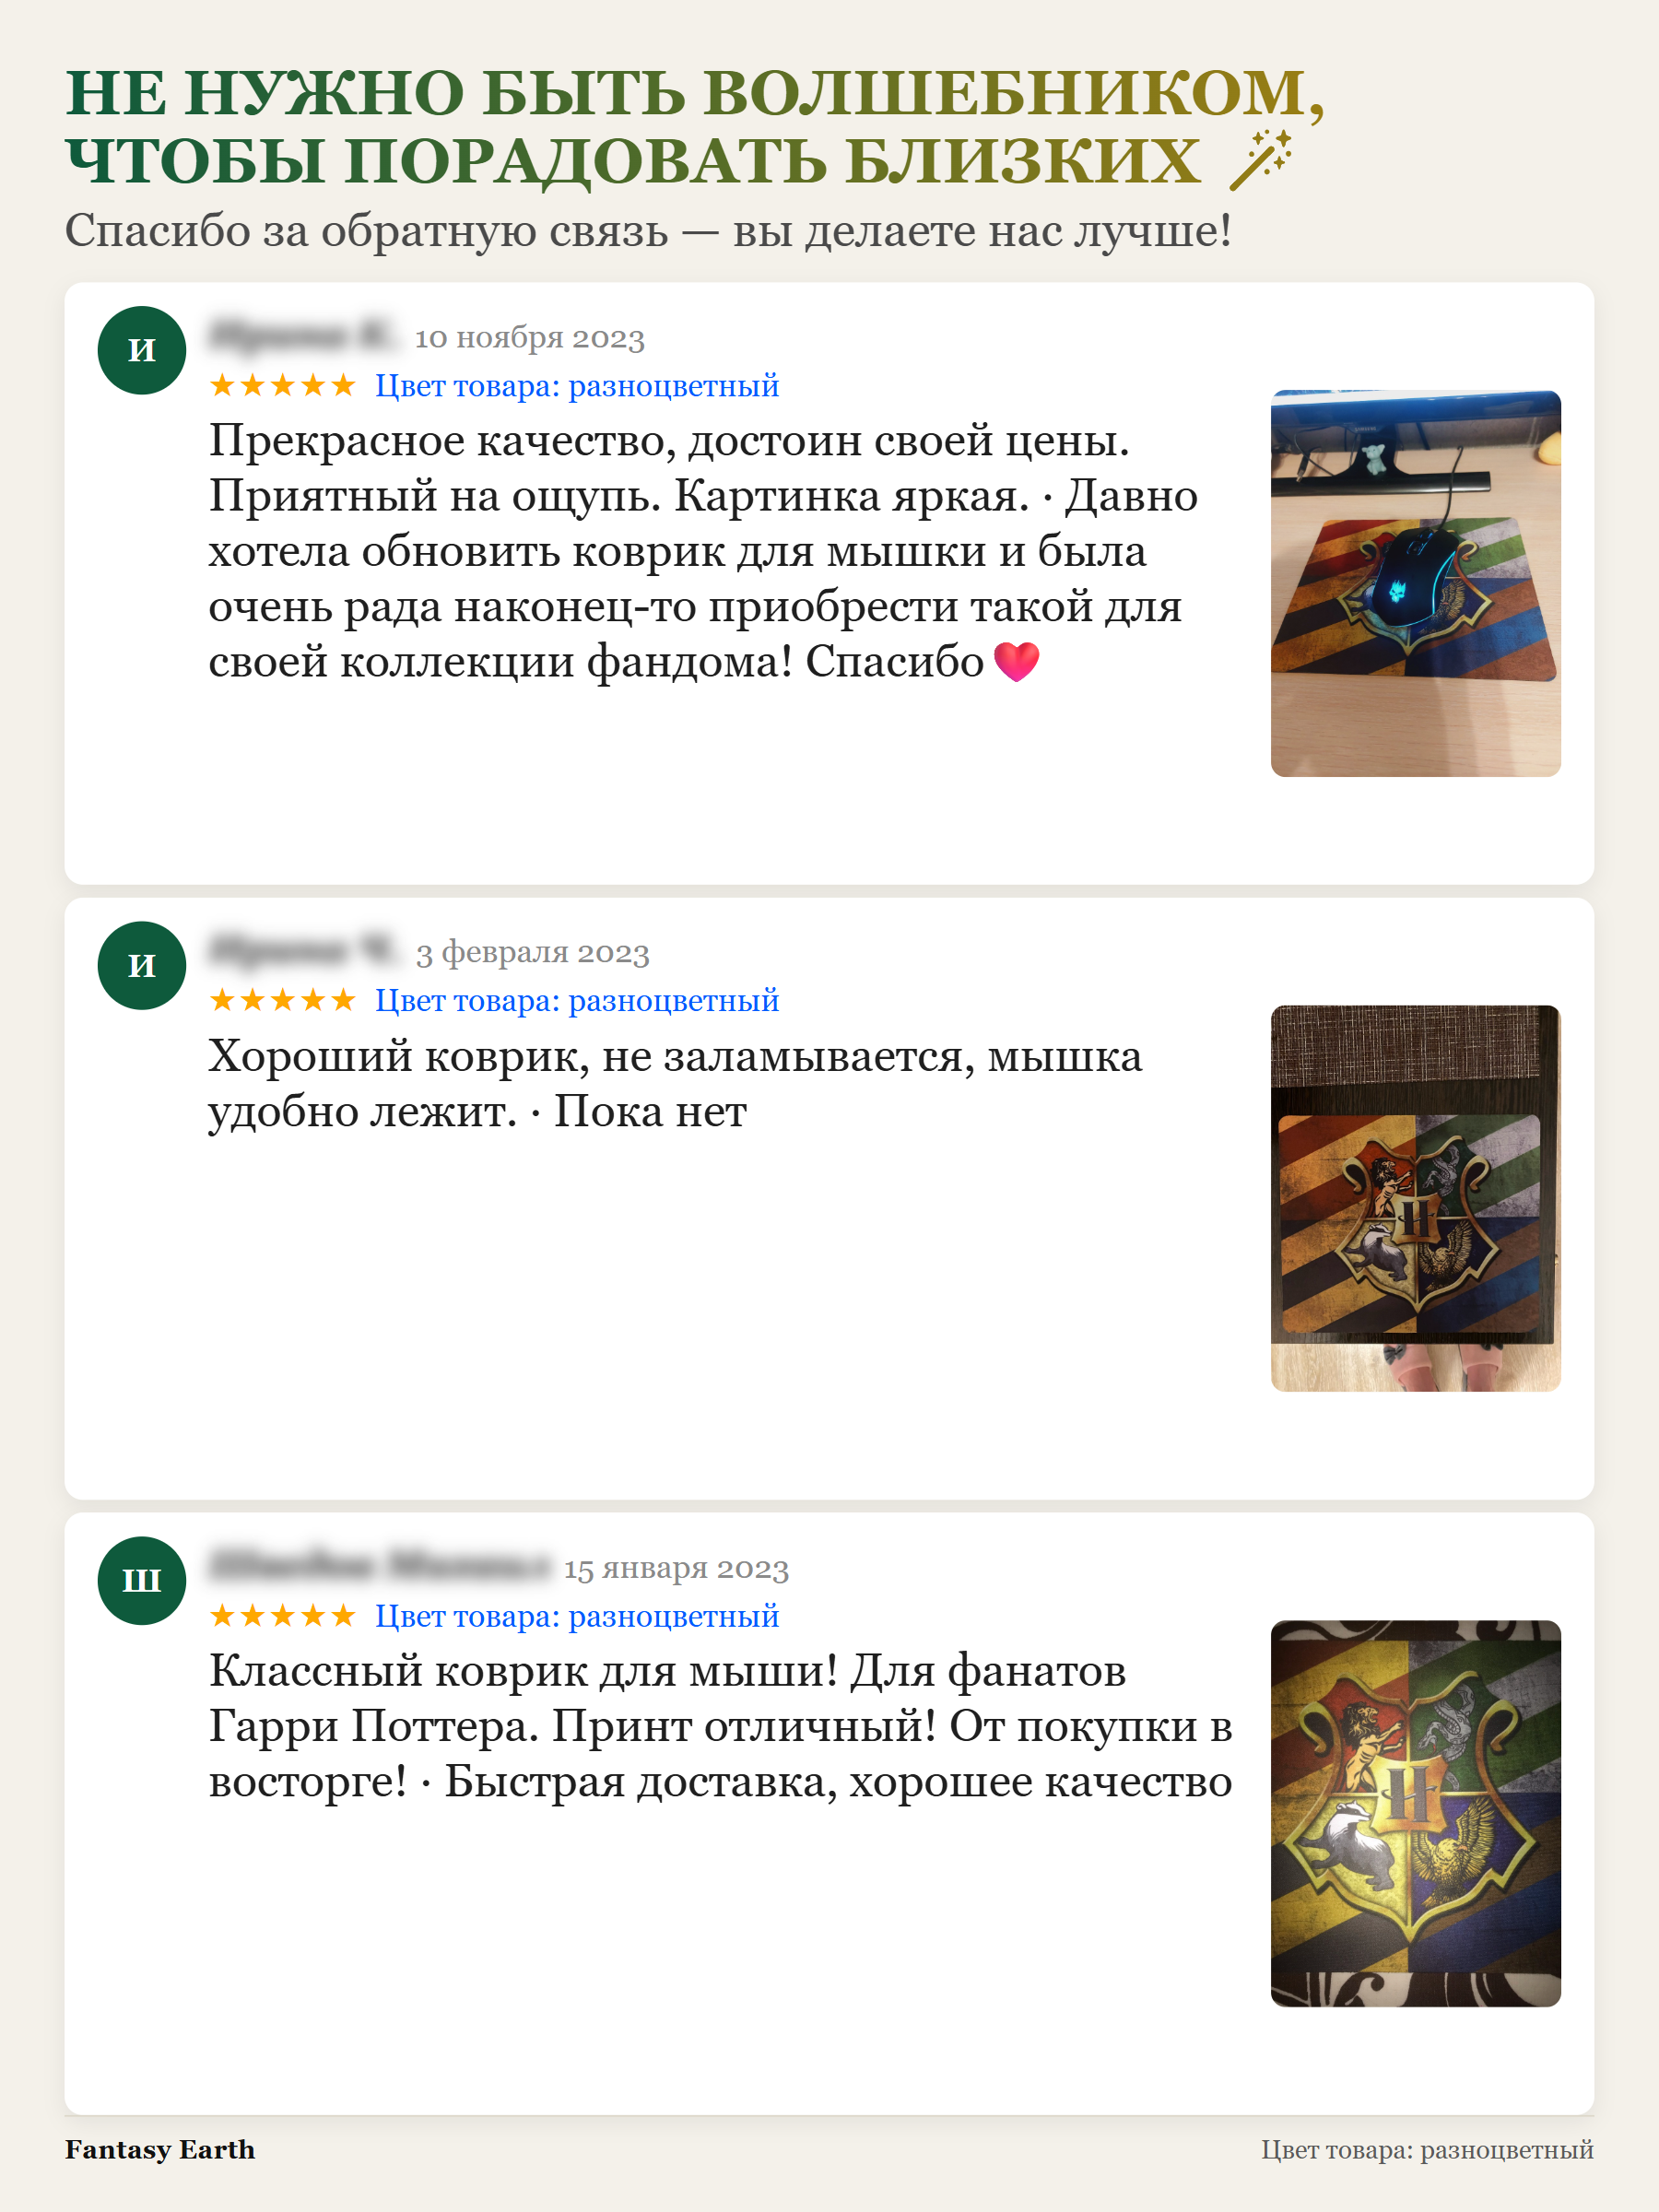 НЕ НУЖНО БЫТЬ ВОЛШЕБНИКОМ,
ЧТОБЫ ПОРАДОВАТЬ БЛИЗКИХ
Спасибо за обратную связь — вы делаете нас лучше!
И
10 ноября 2023
★★★★★ Цвет товара: разноцветный
Прекрасное качество, достоин своей цены.
Приятный на ощупь. Картинка яркая. · Давно
хотела обновить коврик для мышки и была
очень рада наконец-то приобрести такой для
своей коллекции фандома! Спасибо❤️
И
3 февраля 2023
★★★★★ Цвет товара: разноцветный
Хороший коврик, не заламывается, мышка
удобно лежит. · Пока нет
H
Ш
15 января 2023
★★★★★ Цвет товара: разноцветный
Классный коврик для мыши! Для фанатов
Гарри Поттера. Принт отличный! От покупки в
восторге! · Быстрая доставка, хорошее качество
H
Fantasy Earth
Цвет товара: разноцветный